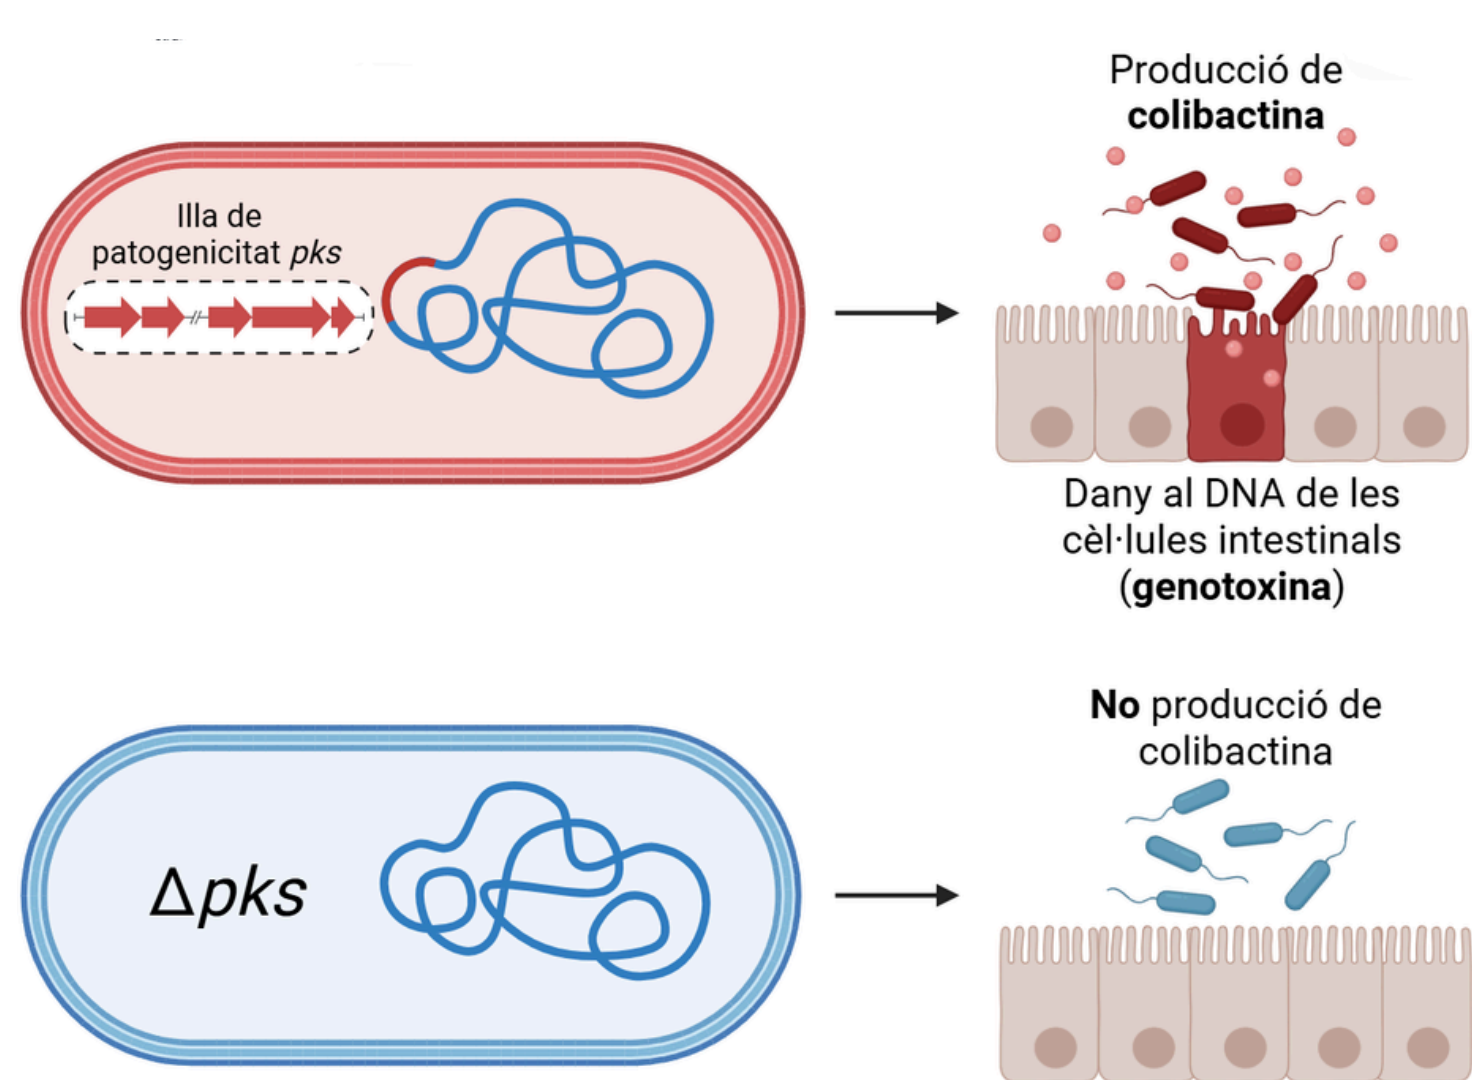 Producció de
colibactina
Illa de
patogenicitat pks
Dany al DNA de les
cèl·lules intestinals
(genotoxina)
No producció de
colibactina
Δpks